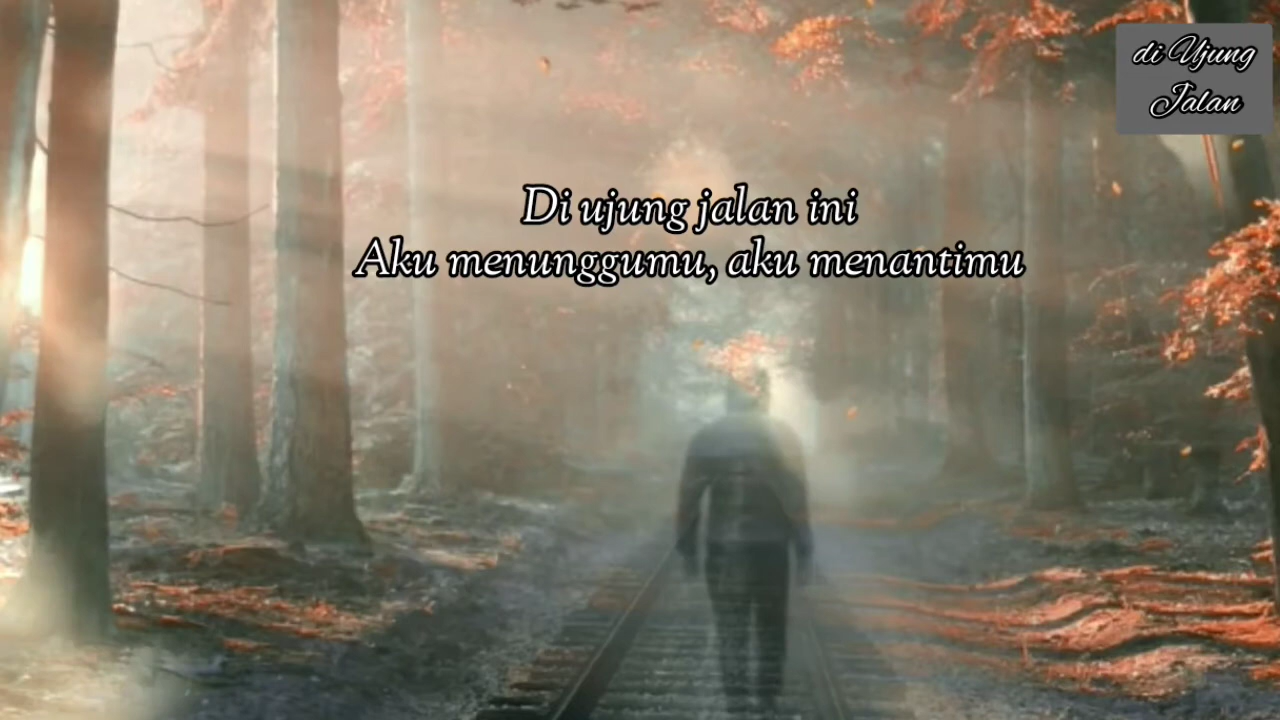 di Ujung
Jalan
Di ujung jalan ini
Aku menunggumu, aku menantimu